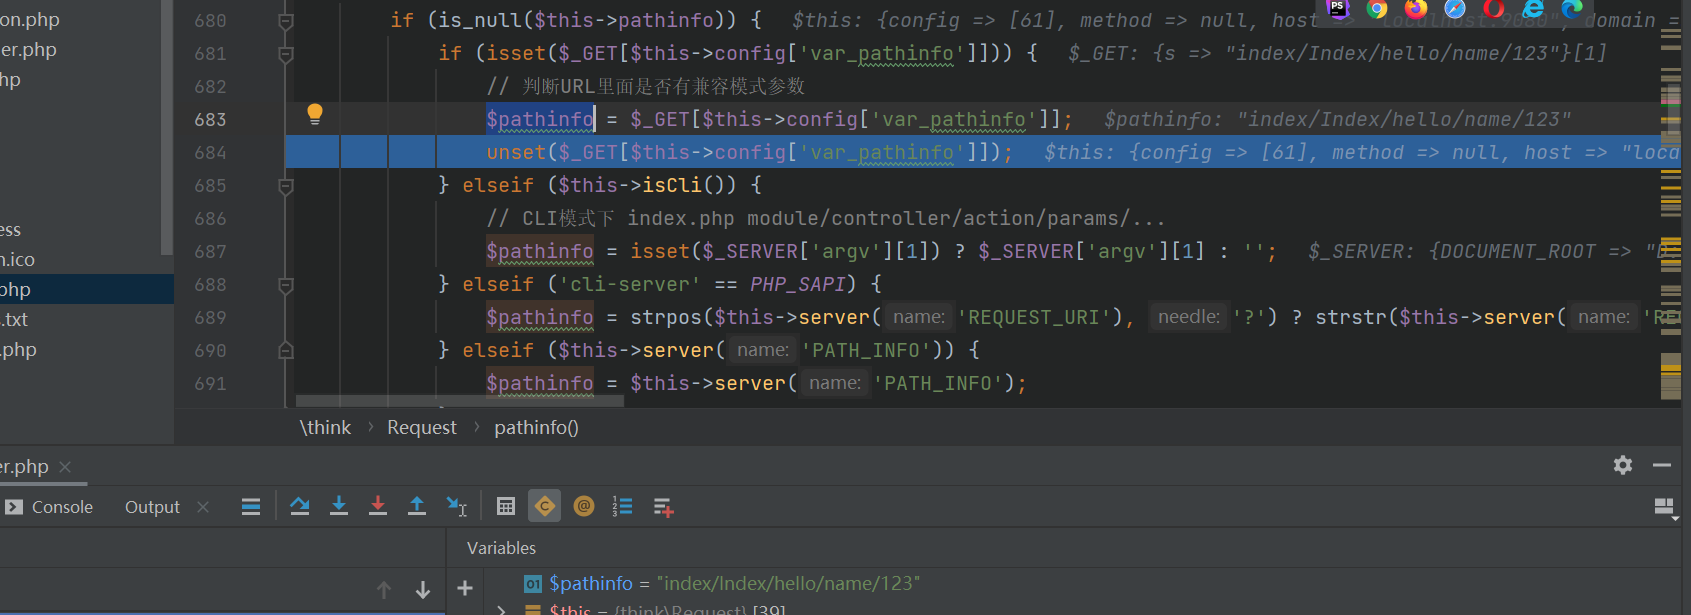 on.php
er.php
hp
ess
n.ico
php
.txt
.php
680 if (is_null($this->pathinfo)) { $this: {config => [61], method => null, host => "localhost:9080", domain =
681 if (isset($_GET[$this->config['var_pathinfo']])) { $_GET: {s => "index/Index/hello/name/123"}[1]
682 // 判断URL里面是否有兼容模式参数
683 $pathinfo = $_GET[$this->config['var_pathinfo']]; $pathinfo: "index/Index/hello/name/123"
684 unset($_GET[$this->config['var_pathinfo']]); $this: {config => [61], method => null, host => "loca
685 } elseif ($this->isCli()) {
686 // CLI模式下 index.php module/controller/action/params/...
687 $pathinfo = isset($_SERVER['argv'][1]) ? $_SERVER['argv'][1] : ''; $_SERVER: {DOCUMENT_ROOT => "D:
688 } elseif ('cli-server' == PHP_SAPI) {
689 $pathinfo = strpos($this->server( name: 'REQUEST_URI'), needle: '?') ? strstr($this->server( name: 'RE
690 } elseif ($this->server( name: 'PATH_INFO')) {
691 $pathinfo = $this->server( name: 'PATH_INFO');
PS
\think › Request › pathinfo()
er.php
Console Output
Variables
$pathinfo = "index/Index/hello/name/123"
$this = {think\Request} [39]